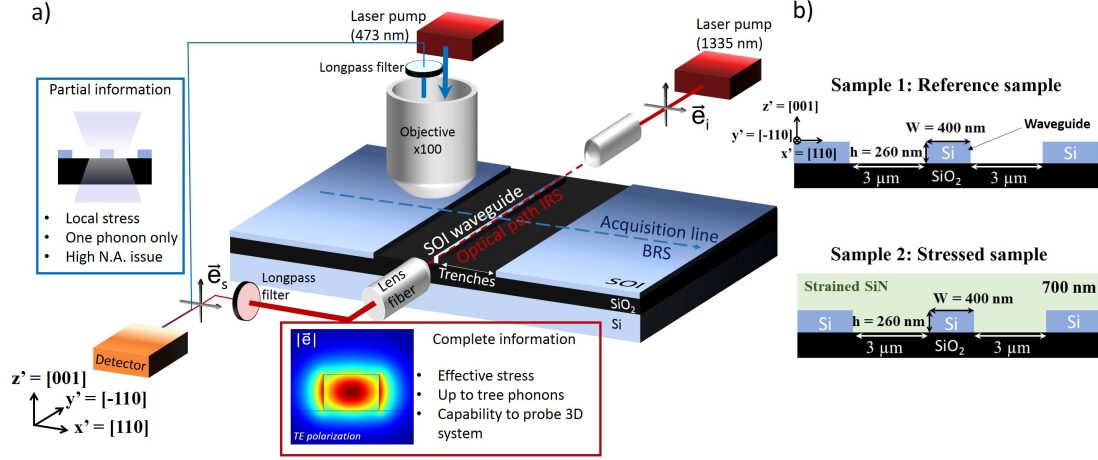 a)
Laser pump
(473 nm)
Longpass filter
Laser pump
(1335 nm)
e⃗i
Partial information
• Local stress
• One phonon only
• High N.A. issue
Objective
x100
SOI waveguide
Optical path IRS
Acquisition line
BRS
Trenches
SOI
SiO2
Si
Lens
fiber
Longpass
filter
e⃗s
Detector
z' = [001]
y' = [-110]
x' = [110]
|e⃗|
TE polarization
Complete information
• Effective stress
• Up to tree phonons
• Capability to probe 3D
system
b)
Sample 1: Reference sample
z' = [001]
y' = [-110]
x' = [110]
W = 400 nm
Waveguide
h = 260 nm
Si
Si
3 µm
SiO2
3 µm
Sample 2: Stressed sample
Strained SiN
700 nm
W = 400 nm
Si
h = 260 nm
Si
Si
3 µm
SiO2
3 µm